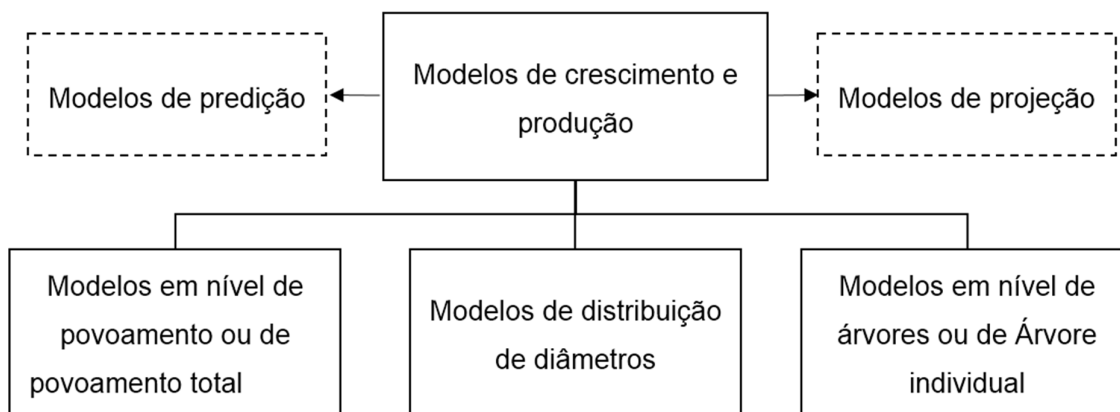 Modelos de predição
Modelos de crescimento e
produção
Modelos de projeção
Modelos em nível de
povoamento ou de
povoamento total
Modelos de distribuição
de diâmetros
Modelos em nível de
árvores ou de Árvore
individual